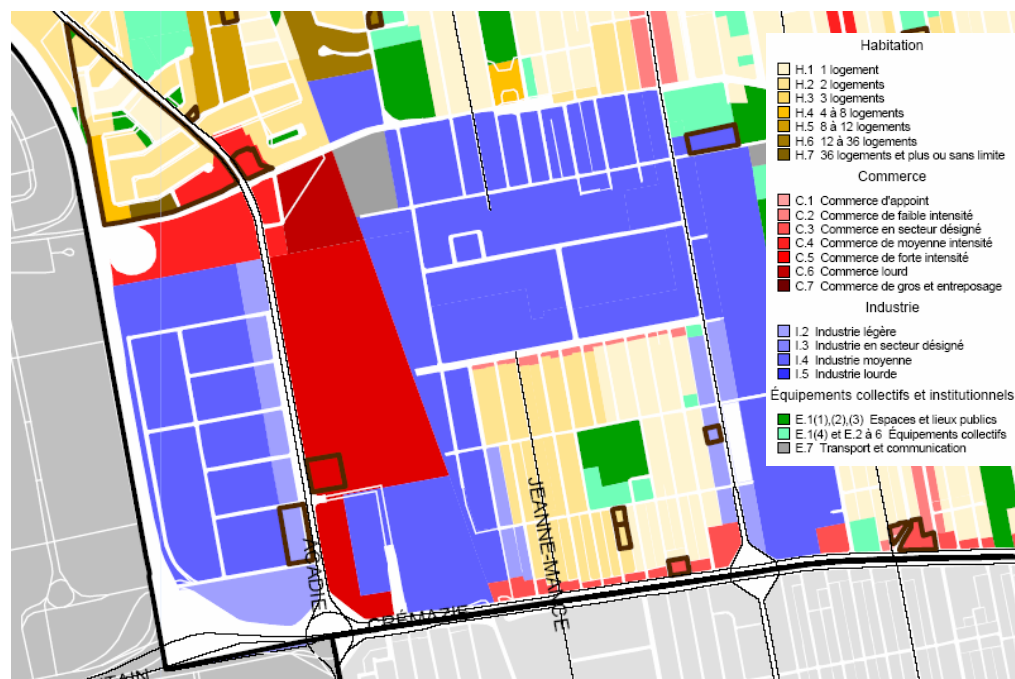 Habitation
H.1 1 logement
H.2 2 logements
H.3 3 logements
H.4 4 à 8 logements
H.5 8 à 12 logements
H.6 12 à 36 logements
H.7 36 logements et plus ou sans limite
Commerce
C.1 Commerce d'appoint
C.2 Commerce de faible intensité
C.3 Commerce en secteur désigné
C.4 Commerce de moyenne intensité
C.5 Commerce de forte intensité
C.6 Commerce lourd
C.7 Commerce de gros et entreposage
Industrie
I.2 Industrie légère
I.3 Industrie en secteur désigné
I.4 Industrie moyenne
I.5 Industrie lourde
Équipements collectifs et institutionnels
E.1(1),(2),(3) Espaces et lieux publics
E.1(4) et E.2 à 6 Équipements collectifs
E.7 Transport et communication
JEANNE-MANCE
ACADIE
CRÉMAZIE
TAIN